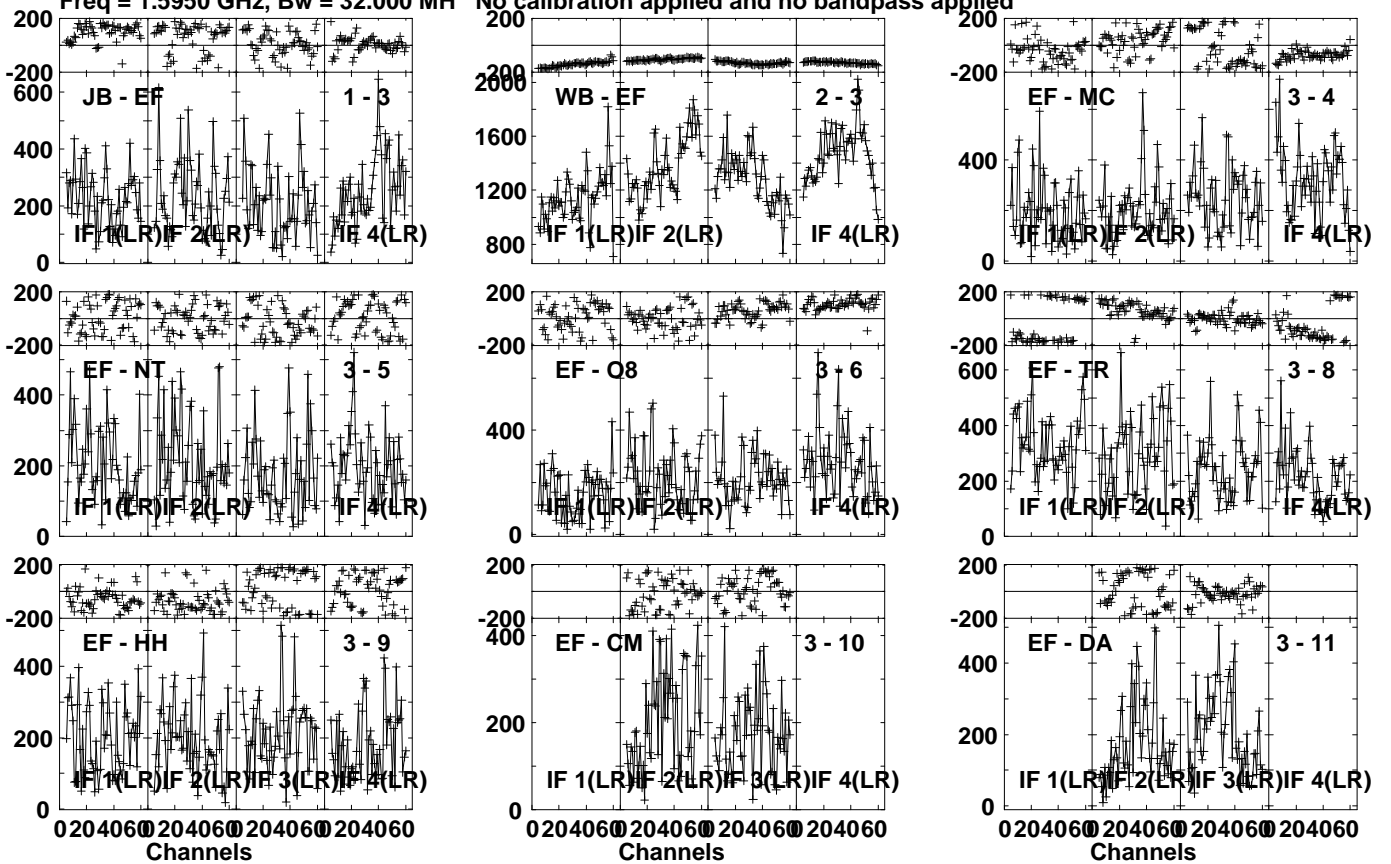 Freq = 1.5950 GHz, Bw = 32.000 MH No calibration applied and no bandpass applied
200 200 200
-200 -200 -200
600 2000
JB - EF 1 - 3 WB - EF 2 - 3 EF - MC 3 - 4
400 1600 400
200 1200
IF 1(LR) IF 2(LR) IF 4(LR) IF 1(LR) IF 2(LR) IF 4(LR) IF 1(LR) IF 2(LR) IF 4(LR)
0 800 0
200 200 200
-200 -200 -200
EF - NT 3 - 5 EF - O8 3 - 6 EF - TR 3 - 8
600
400 400 400
200 200
IF 1(LR) IF 2(LR) IF 4(LR) IF 1(LR) IF 2(LR) IF 4(LR) IF 1(LR) IF 2(LR) IF 4(LR)
0 0 0
200 200 200
-200 -200 -200
EF - HH 3 - 9 EF - CM 3 - 10 EF - DA 3 - 11
400 400 400
200 200 200
IF 1(LR) IF 2(LR) IF 3(LR) IF 4(LR) IF 1(LR) IF 2(LR) IF 3(LR) IF 4(LR) IF 1(LR) IF 2(LR) IF 3(LR) IF 4(LR)
0 0 0
0 20 40 60 0 20 40 60 0 20 40 60 0 20 40 60 0 20 40 60 0 20 40 60 0 20 40 60 0 20 40 60 0 20 40 60 0 20 40 60 0 20 40 60 0 20 40 60
Channels Channels Channels